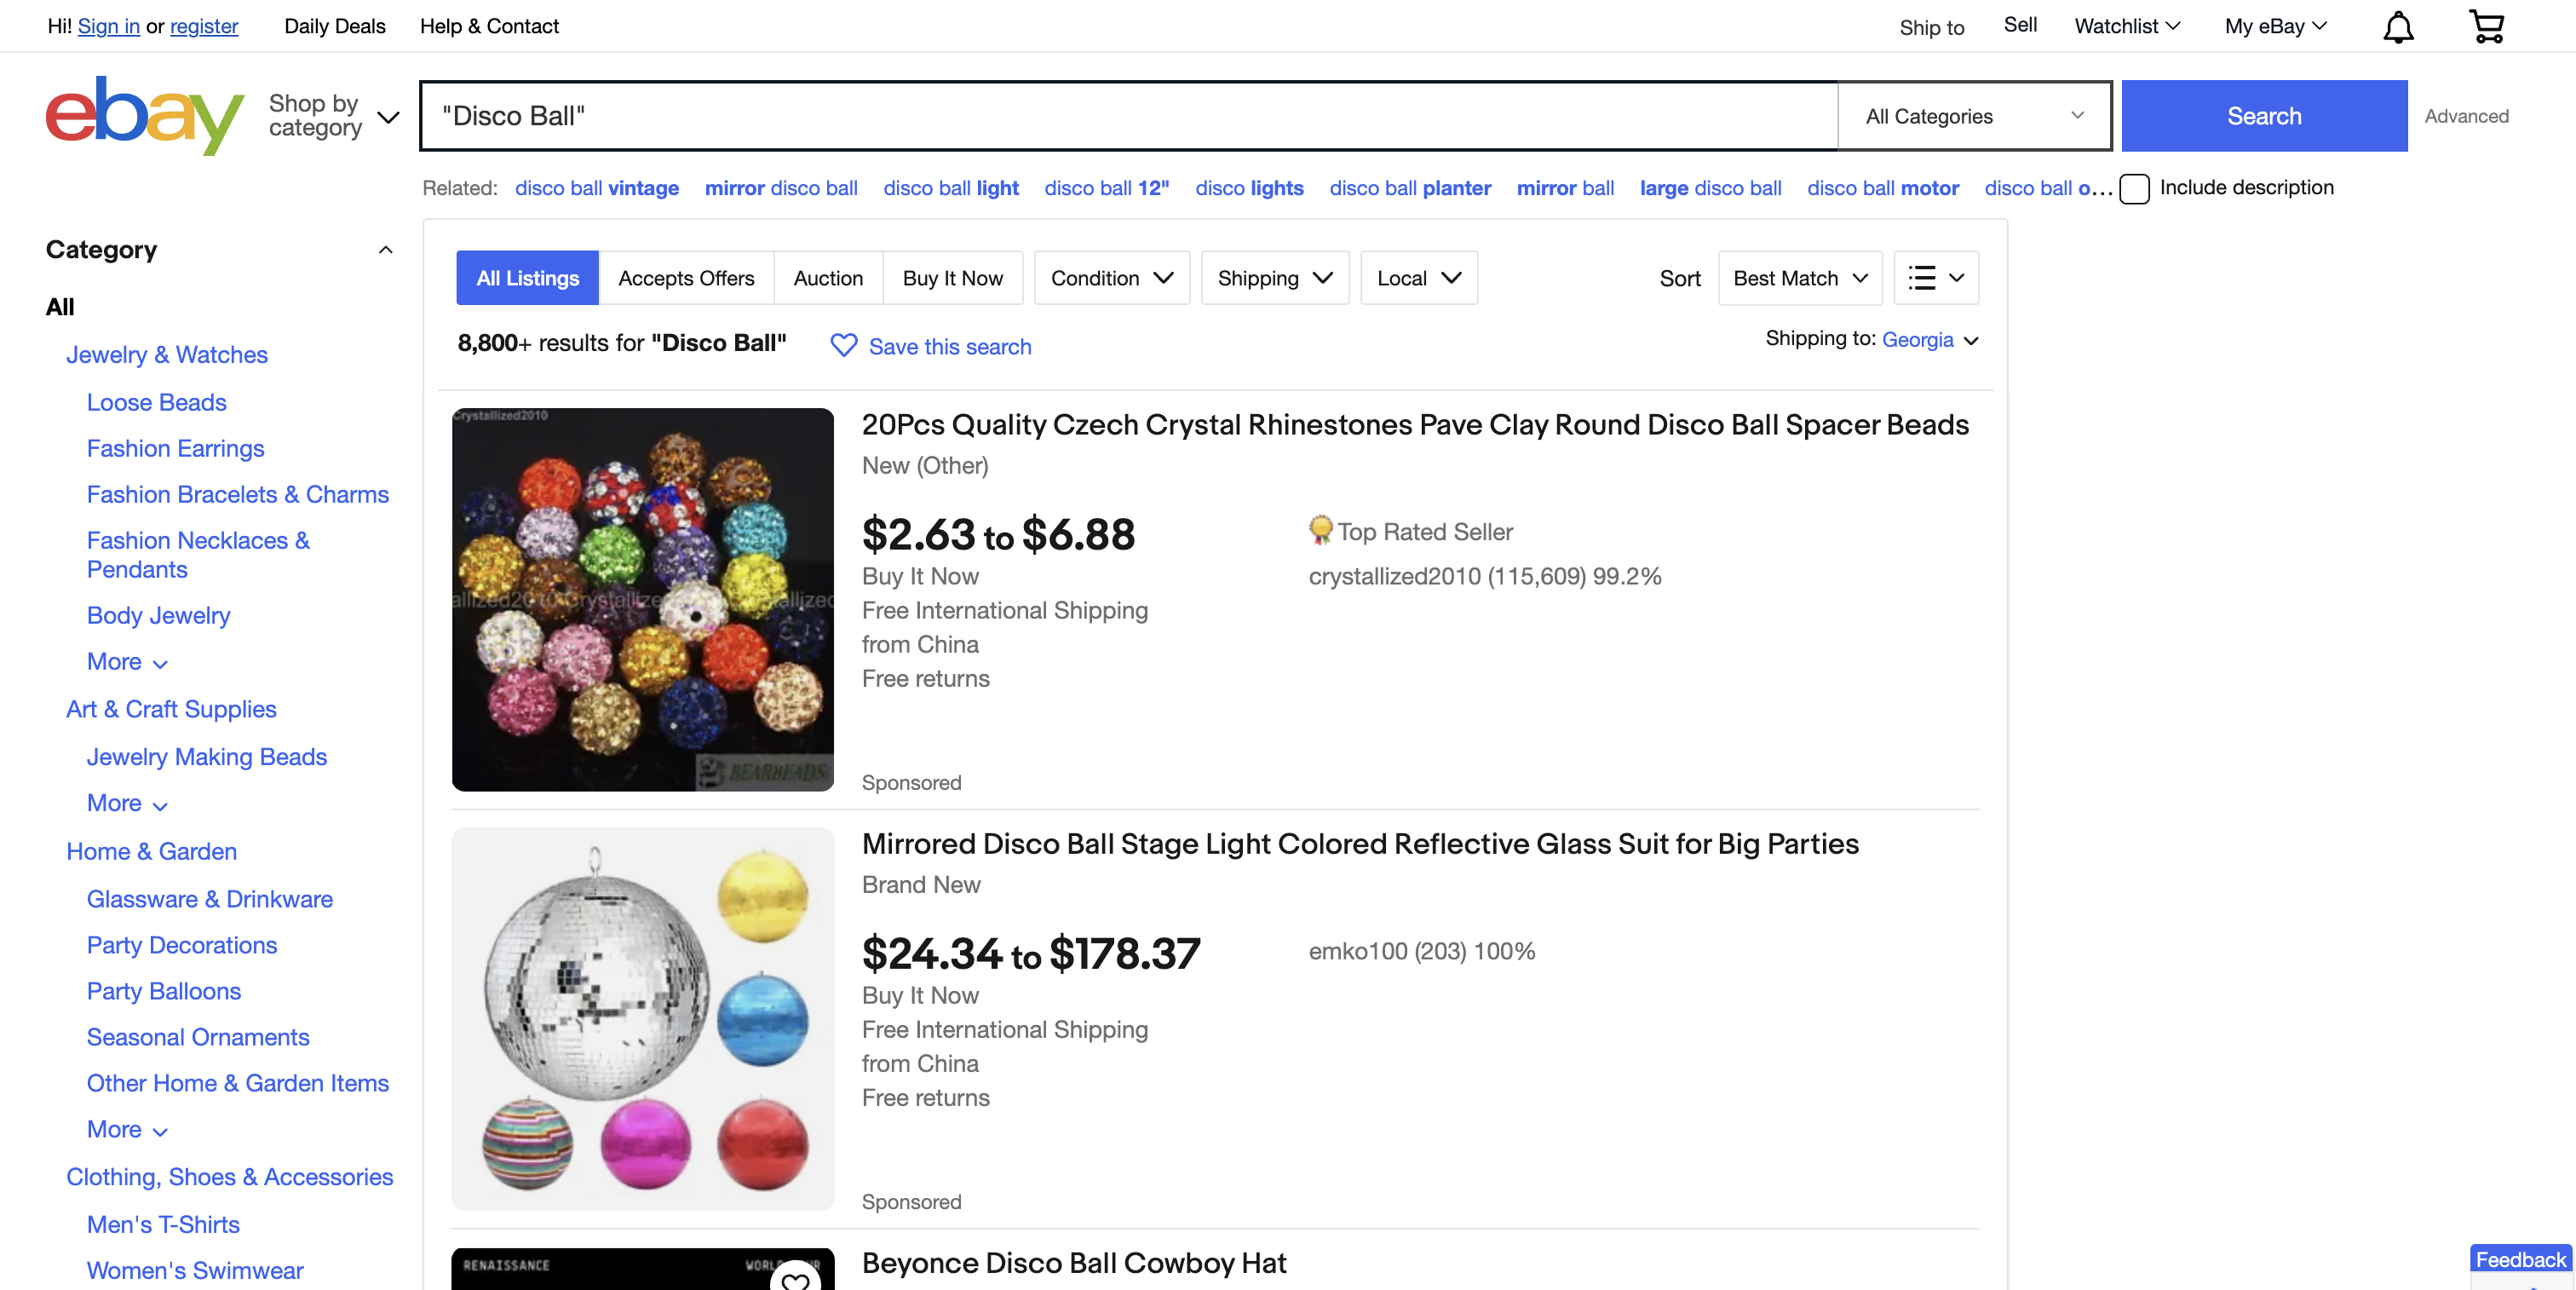 Hi! Sign in or register
Daily Deals
Help & Contact
Ship to
Sell
Watchlist
My eBay
ebay
Shop by
category
"Disco Ball"
All Categories
Search
Advanced
Related: disco ball vintage mirror disco ball disco ball light disco ball 12" disco lights disco ball planter mirror ball large disco ball disco ball motor disco ball o...
Include description
Category
All
Jewelry & Watches
Loose Beads
Fashion Earrings
Fashion Bracelets & Charms
Fashion Necklaces &
Pendants
Body Jewelry
More
Art & Craft Supplies
Jewelry Making Beads
More
Home & Garden
Glassware & Drinkware
Party Decorations
Party Balloons
Seasonal Ornaments
Other Home & Garden Items
More
Clothing, Shoes & Accessories
Men's T-Shirts
Women's Swimwear
All Listings
Accepts Offers
Auction
Buy It Now
Condition
Shipping
Local
Sort
Best Match
8,800+ results for "Disco Ball"
Save this search
Shipping to: Georgia
Crystallized2010
BEARBEADS
20Pcs Quality Czech Crystal Rhinestones Pave Clay Round Disco Ball Spacer Beads
New (Other)
$2.63 to $6.88
Buy It Now
Free International Shipping
from China
Free returns
Top Rated Seller
crystallized2010 (115,609) 99.2%
Sponsored
Mirrored Disco Ball Stage Light Colored Reflective Glass Suit for Big Parties
Brand New
$24.34 to $178.37
Buy It Now
Free International Shipping
from China
Free returns
emko100 (203) 100%
Sponsored
RENAISSANCE
Beyonce Disco Ball Cowboy Hat
Feedback